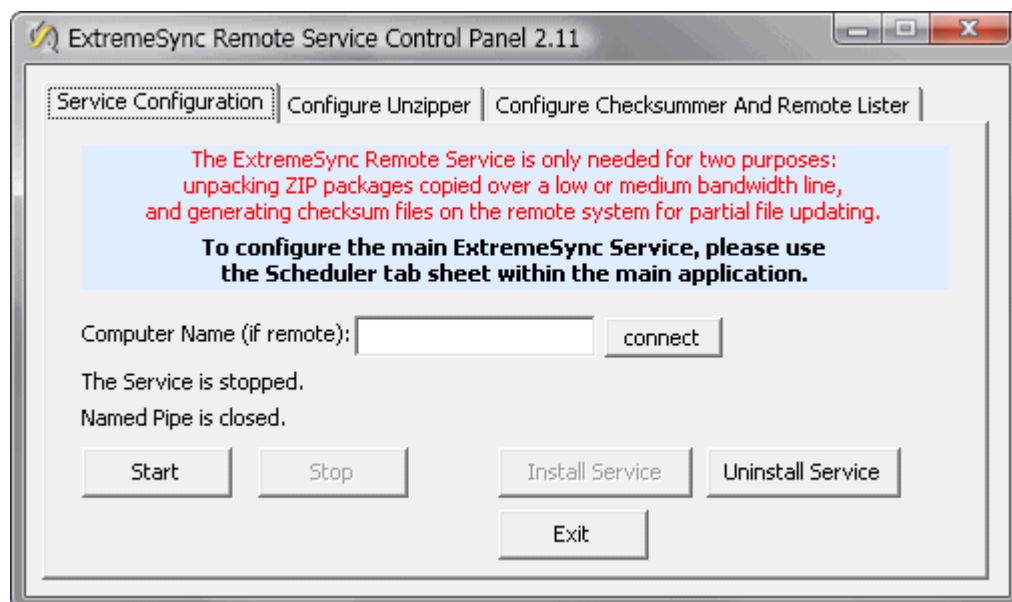 ExtremeSync Remote Service Control Panel 2.11
Service Configuration Configure Unzipper Configure Checksummer And Remote Lister
The ExtremeSync Remote Service is only needed for two purposes:
unpacking ZIP packages copied over a low or medium bandwidth line,
and generating checksum files on the remote system for partial file updating.
To configure the main ExtremeSync Service, please use
the Scheduler tab sheet within the main application.
Computer Name (if remote): connect
The Service is stopped.
Named Pipe is closed.
Start Stop Install Service Uninstall Service
Exit